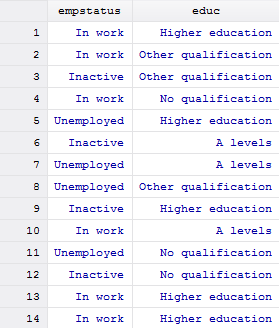 empstatus educ
1 In work Higher education
2 In work Other qualification
3 Inactive Other qualification
4 In work No qualification
5 Unemployed Higher education
6 Inactive A levels
7 Unemployed A levels
8 Unemployed Other qualification
9 Inactive Higher education
10 In work A levels
11 Unemployed No qualification
12 Inactive No qualification
13 In work Higher education
14 In work Higher education